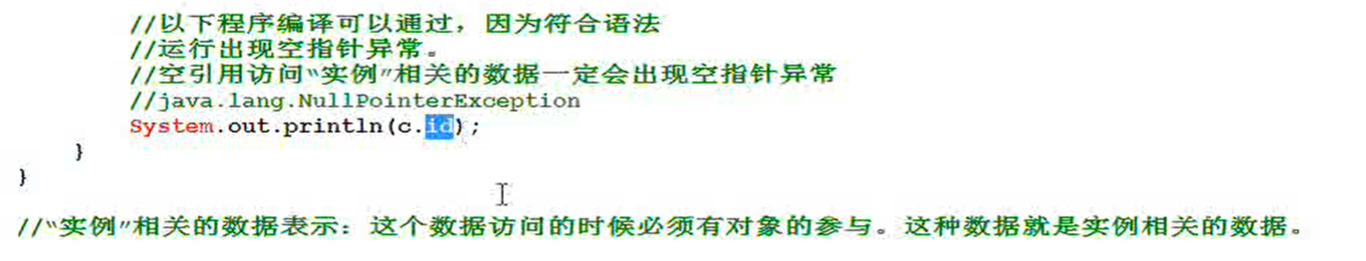 //以下程序编译可以通过，因为符合语法
//运行出现空指针异常。
//空引用访问“实例”相关的数据一定会出现空指针异常
//java.lang.NullPointerException
System.out.println(c.id);
}
}
//“实例”相关的数据表示：这个数据访问的时候必须有对象的参与。这种数据就是实例相关的数据。